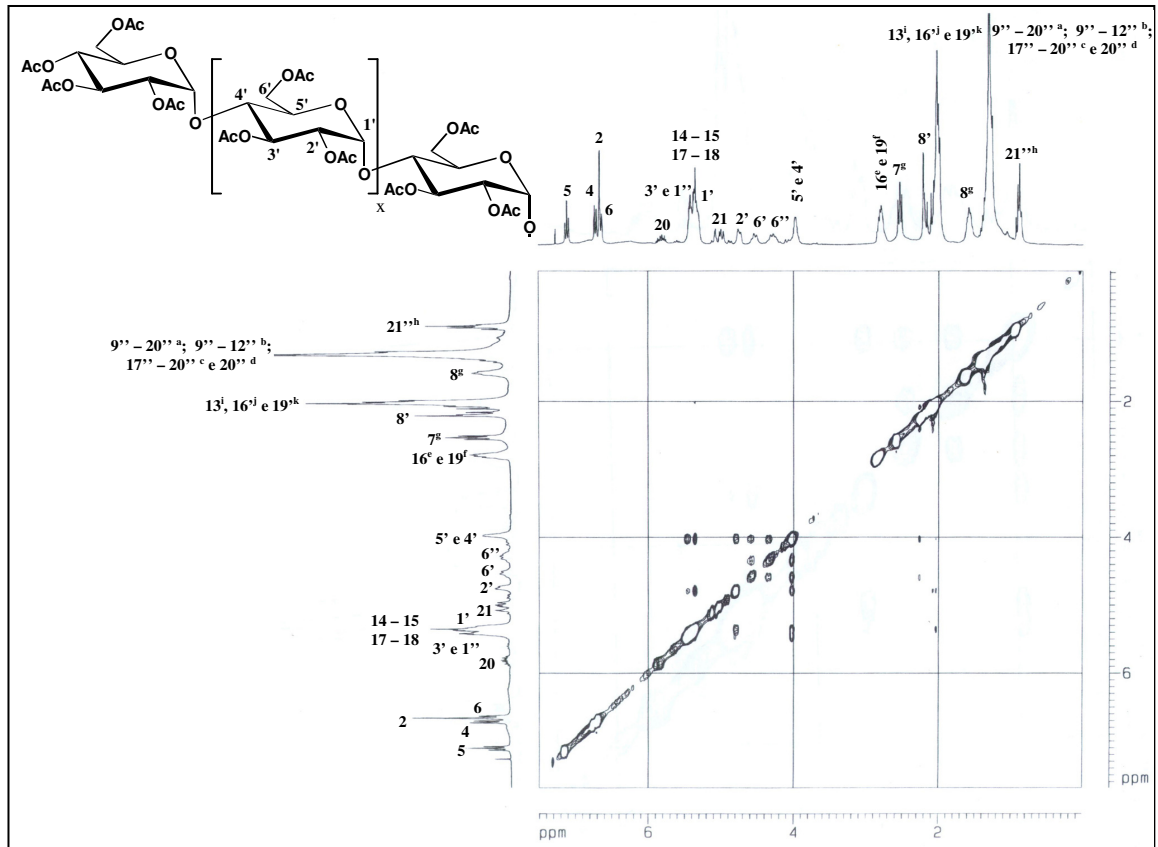 OAc
O
AcO
AcO
OAc
O
6'
OAc
4'
5'
O
1'
AcO
3'
2'
OAc
O
x
OAc
O
AcO
OAc
O
5
4
2
6
20
3' e 1''
14 – 15
17 – 18
1'
21
2'
6'
6''
5' e 4'
16ᵉ e 19ᶠ
7ᵍ
8'
13ⁱ, 16'ʲ e 19'ᵏ
8ᵍ
9'' – 20'' ᵃ; 9'' – 12'' ᵇ;
17'' – 20'' ᶜ e 20'' ᵈ
21''ʰ
21''ʰ
9'' – 20'' ᵃ; 9'' – 12'' ᵇ;
17'' – 20'' ᶜ e 20'' ᵈ
8ᵍ
13ⁱ, 16'ʲ e 19'ᵏ
8'
7ᵍ
16ᵉ e 19ᶠ
5' e 4'
6''
6'
2'
21
14 – 15
1'
17 – 18
3' e 1''
20
6
2
4
5
2
4
6
ppm
ppm
6
4
2